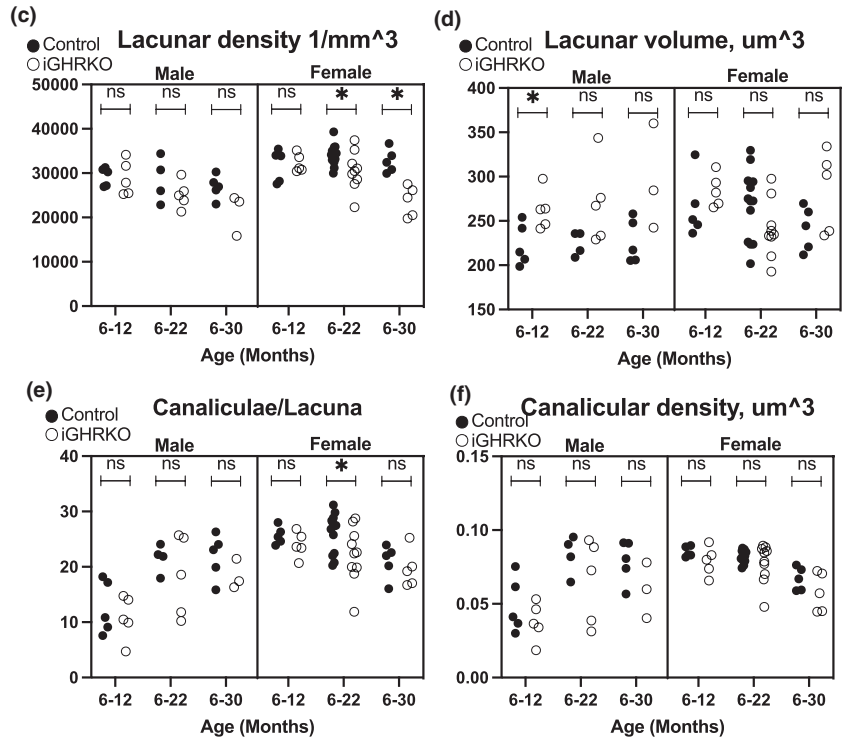 (c)
Lacunar density 1/mm^3
Control
iGHRKO
Male
Female
ns
ns
ns
ns
*
*
50000
40000
30000
20000
10000
0
6-12
6-22
6-30
6-12
6-22
6-30
Age (Months)
(d)
Lacunar volume, um^3
Control
iGHRKO
Male
Female
*
ns
ns
ns
ns
ns
400
350
300
250
200
150
6-12
6-22
6-30
6-12
6-22
6-30
Age (Months)
(e)
Canaliculae/Lacuna
Control
iGHRKO
Male
Female
ns
ns
ns
ns
*
ns
40
30
20
10
0
6-12
6-22
6-30
6-12
6-22
6-30
Age (Months)
(f)
Canalicular density, um^3
Control
iGHRKO
Male
Female
ns
ns
ns
ns
ns
ns
0.15
0.10
0.05
0.00
6-12
6-22
6-30
6-12
6-22
6-30
Age (Months)